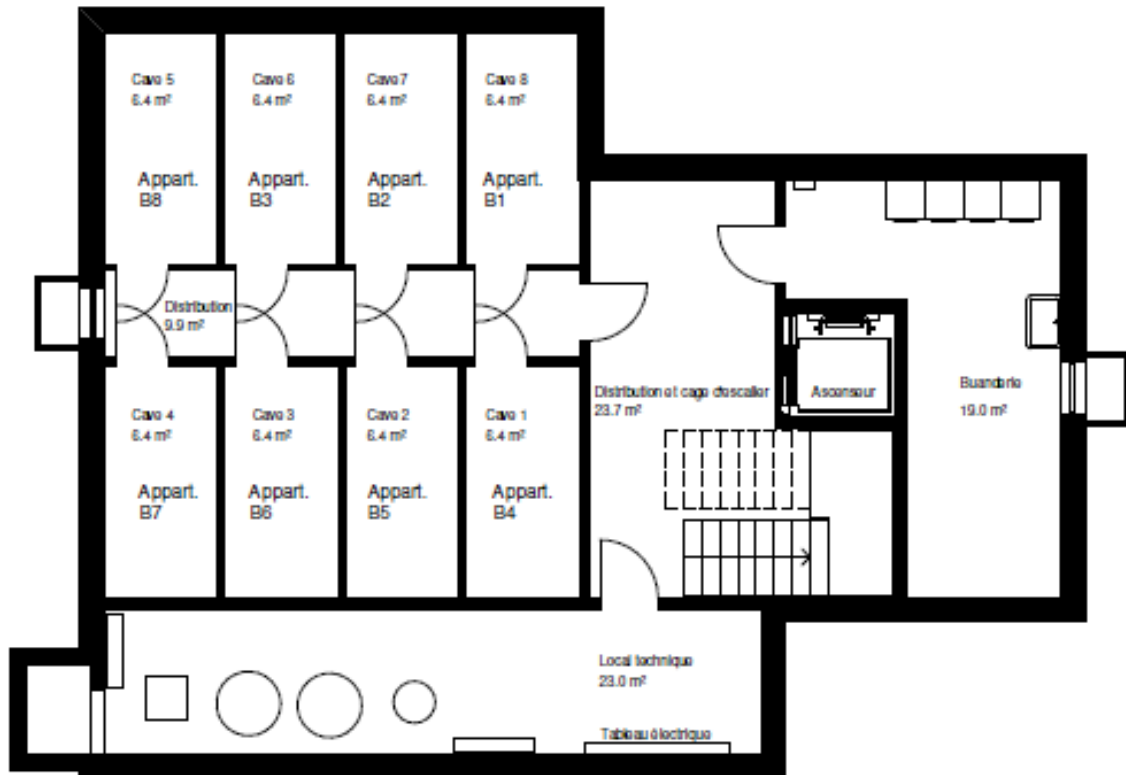 Cave 5
6.4 m²
Appart.
B8
Cave 6
6.4 m²
Appart.
B3
Cave 7
6.4 m²
Appart.
B2
Cave 8
6.4 m²
Appart.
B1
Distribution
9.9 m²
Cave 4
6.4 m²
Appart.
B7
Cave 3
6.4 m²
Appart.
B6
Cave 2
6.4 m²
Appart.
B5
Cave 1
6.4 m²
Appart.
B4
Distribution et cage d'escalier
23.7 m²
Ascenseur
Buanderie
19.0 m²
Local technique
23.0 m²
Tableau électrique